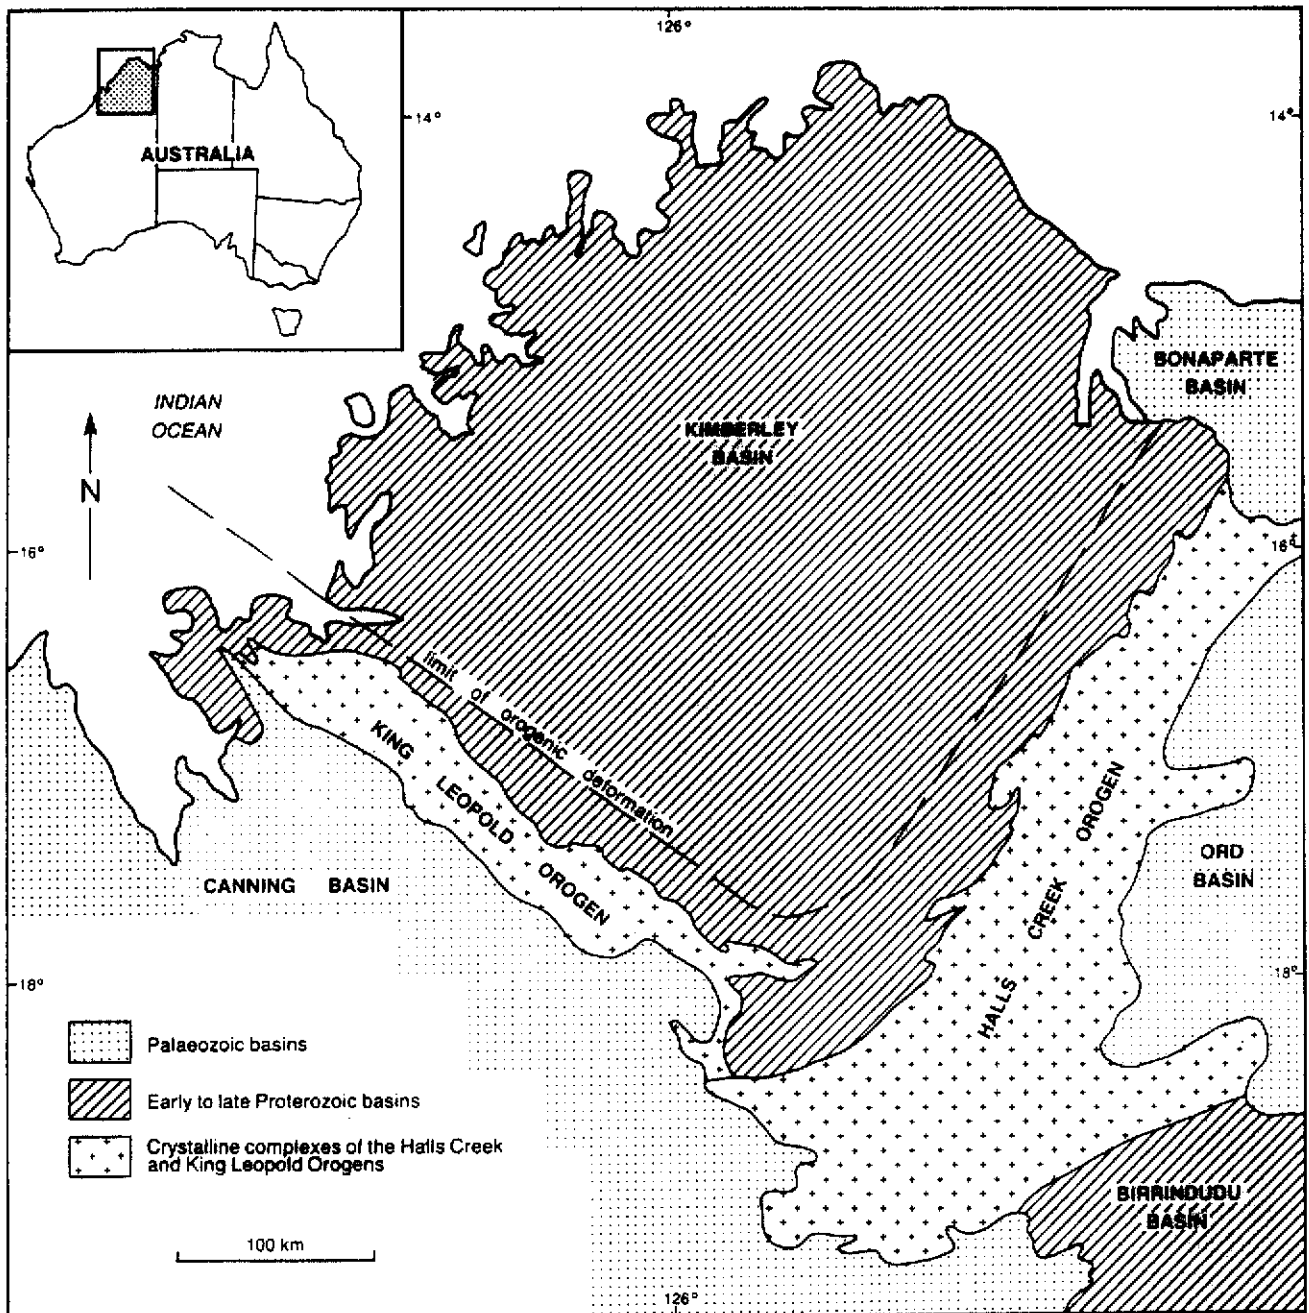 126°
14°
14°
AUSTRALIA
BONAPARTE
BASIN
INDIAN
OCEAN
KIMBERLEY
BASIN
N
16°
16°
limit of orogenic deformation
KING LEOPOLD OROGEN
HALLS CREEK OROGEN
ORD
BASIN
CANNING BASIN
18°
18°
Palaeozoic basins
Early to late Proterozoic basins
Crystalline complexes of the Halls Creek
and King Leopold Orogens
BIRRINDUDU
BASIN
100 km
126°